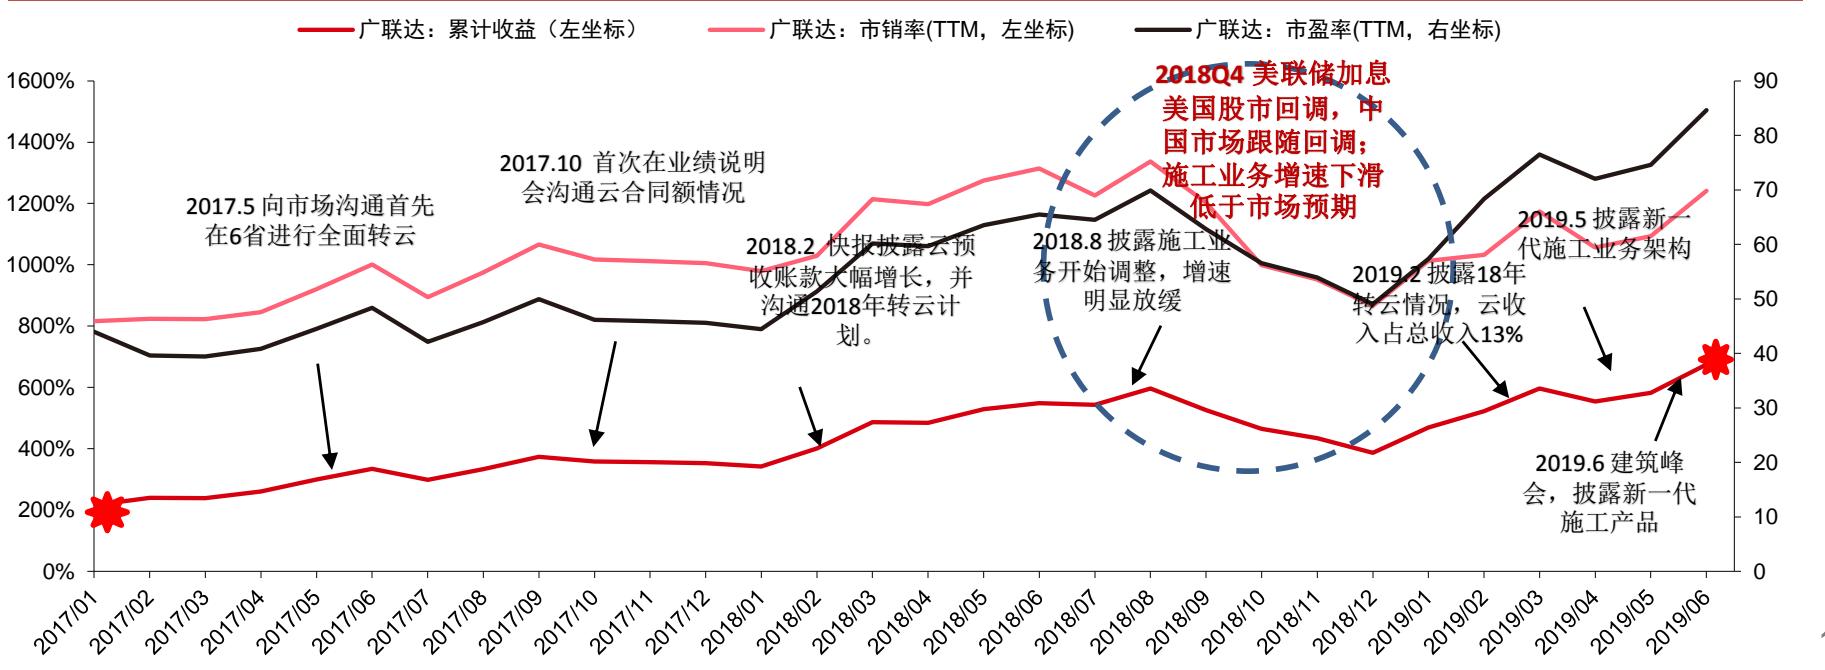 广联达：累计收益（左坐标）
广联达：市销率(TTM，左坐标)
广联达：市盈率(TTM，右坐标)
1600%
1400%
1200%
1000%
800%
600%
400%
200%
0%
90
80
70
60
50
40
30
20
10
0
2017.5 向市场沟通首先
在6省进行全面转云
2017.10 首次在业绩说明
会沟通云合同额情况
2018.2 快报披露云预
收账款大幅增长，并
沟通2018年转云计
划。
2018.8 披露施工业
务开始调整，增速
明显放缓
2018Q4 美联储加息
美国股市回调，中
国市场跟随回调；
施工业务增速下滑
低于市场预期
2019.2 披露18年
转云情况，云收
入占总收入13%
2019.5 披露新一
代施工业务架构
2019.6 建筑峰
会，披露新一代
施工产品
2017/01
2017/02
2017/03
2017/04
2017/05
2017/06
2017/07
2017/08
2017/09
2017/10
2017/11
2017/12
2018/01
2018/02
2018/03
2018/04
2018/05
2018/06
2018/07
2018/08
2018/09
2018/10
2018/11
2018/12
2019/01
2019/02
2019/03
2019/04
2019/05
2019/06